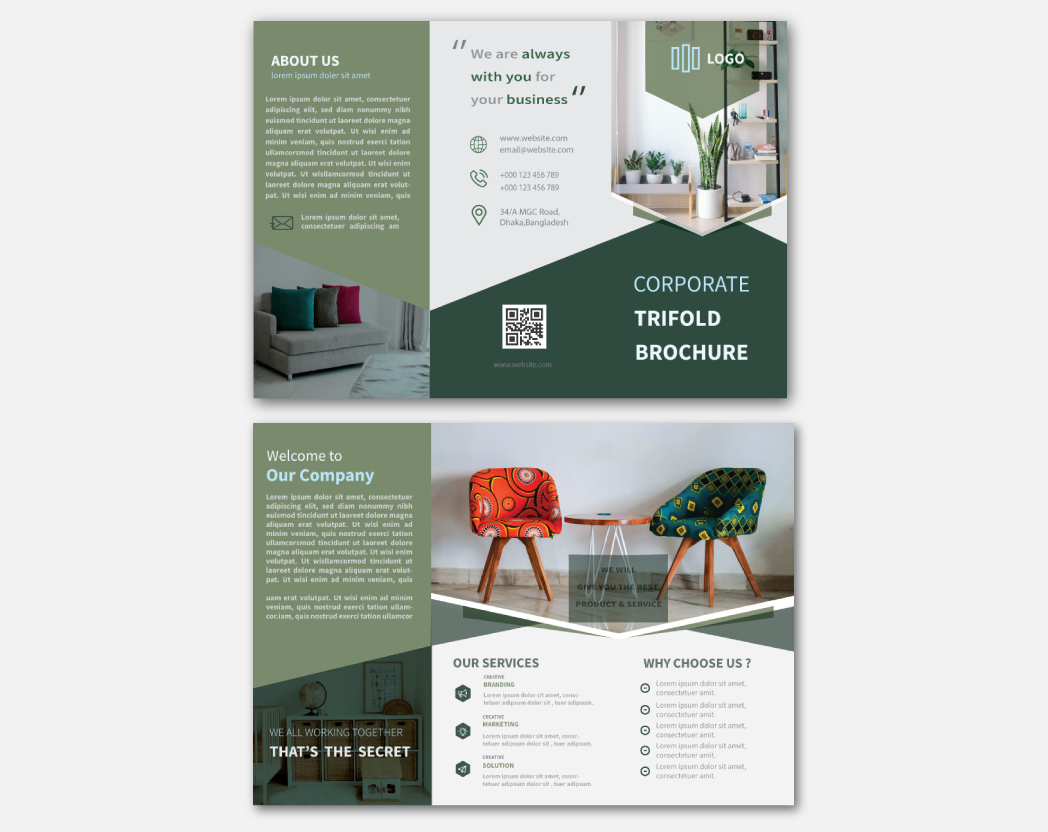 ABOUT US
lorem ipsum dolor sit amet
Lorem ipsum dolor sit amet, consectetuer
adipiscing elit, sed diam nonummy nibh
euismod tincidunt ut laoreet dolore magna
aliquam erat volutpat. Ut wisi enim ad
minim veniam, quis nostrud exerci tation
ullamcorsmod tincidunt ut laoreet dolore
magna aliquam erat volutpat. Ut wisi enim
volutpat. Ut wisllamcormod tincidunt ut
laoreet dolore magna aliquam erat volut-
pat. Ut wisi enim ad minim veniam, quis
Lorem ipsum dolor sit amet,
consectetuer adipiscing am
“We are always
with you for
your business”
www.website.com
email@website.com
+000 123 456 789
+000 123 456 789
34/A MGC Road,
Dhaka,Bangladesh
www.website.com
LOGO
CORPORATE
TRIFOLD
BROCHURE
Welcome to
Our Company
Lorem ipsum dolor sit amet, consectetuer
adipiscing elit, sed diam nonummy nibh
euismod tincidunt ut laoreet dolore magna
aliquam erat volutpat. Ut wisi enim ad
minim veniam, quis nostrud exerci tation
ullamcorsmod tincidunt ut laoreet dolore
magna aliquam erat volutpat. Ut wisi enim
volutpat. Ut wisllamcormod tincidunt ut
laoreet dolore magna aliquam erat volut-
pat. Ut wisi enim ad minim veniam, quis
uam erat volutpat. Ut wisi enim ad minim
veniam, quis nostrud exerci tation ullam-
cor.iam, quis nostrud exerci tation ullamcor
WE ALL WORKING TOGETHER
THAT'S THE SECRET
WE WILL
GIVE YOU THE BEST
PRODUCT & SERVICE
OUR SERVICES
CREATIVE
BRANDING
Lorem ipsum dolor sit amet, consc-
tetuer adipsum dolor sit , tuer adipsum.
CREATIVE
MARKETING
Lorem ipsum dolor sit amet, consc-
tetuer adipsum dolor sit , tuer adipsum.
CREATIVE
SOLUTION
Lorem ipsum dolor sit amet, consc-
tetuer adipsum dolor sit , tuer adipsum.
WHY CHOOSE US ?
Lorem ipsum dolor sit amet,
consectetuer amit.
Lorem ipsum dolor sit amet,
consectetuer amit.
Lorem ipsum dolor sit amet,
consectetuer amit.
Lorem ipsum dolor sit amet,
consectetuer amit.
Lorem ipsum dolor sit amet,
consectetuer amit.